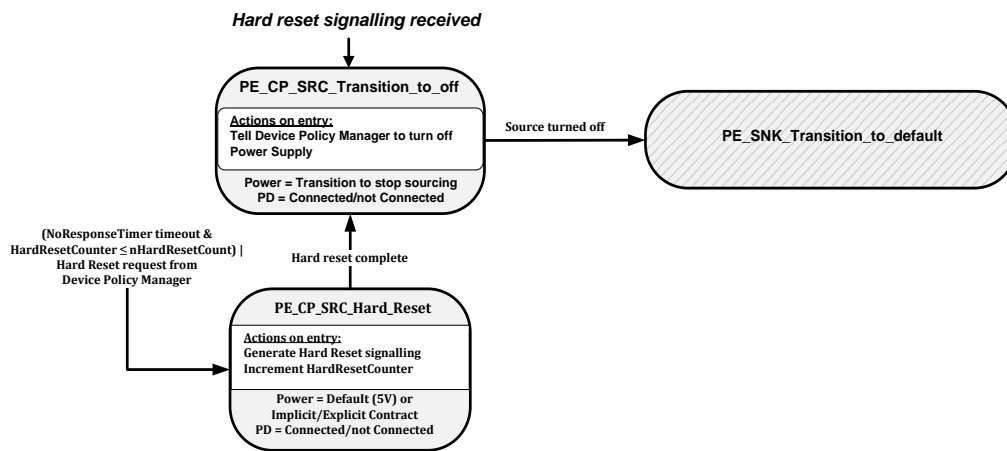 Hard reset signalling received
PE_CP_SRC_Transition_to_off
Actions on entry:
Tell Device Policy Manager to turn off
Power Supply
Power = Transition to stop sourcing
PD = Connected/not Connected
Source turned off
PE_SNK_Transition_to_default
(NoResponseTimer timeout &
HardResetCounter ≤ nHardResetCount) |
Hard Reset request from
Device Policy Manager
Hard reset complete
PE_CP_SRC_Hard_Reset
Actions on entry:
Generate Hard Reset signalling
Increment HardResetCounter
Power = Default (5V) or
Implicit/Explicit Contract
PD = Connected/not Connected